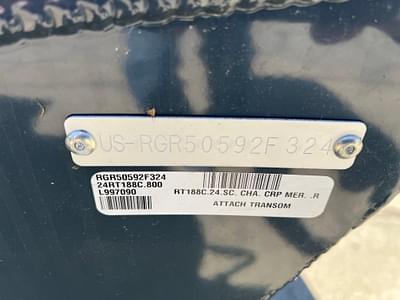 US-RGR50592F324
RGR50592F324
24RT188C.800
L997090
RT188C.24.SC. CHA. CRP MER. .R
ATTACH TRANSOM